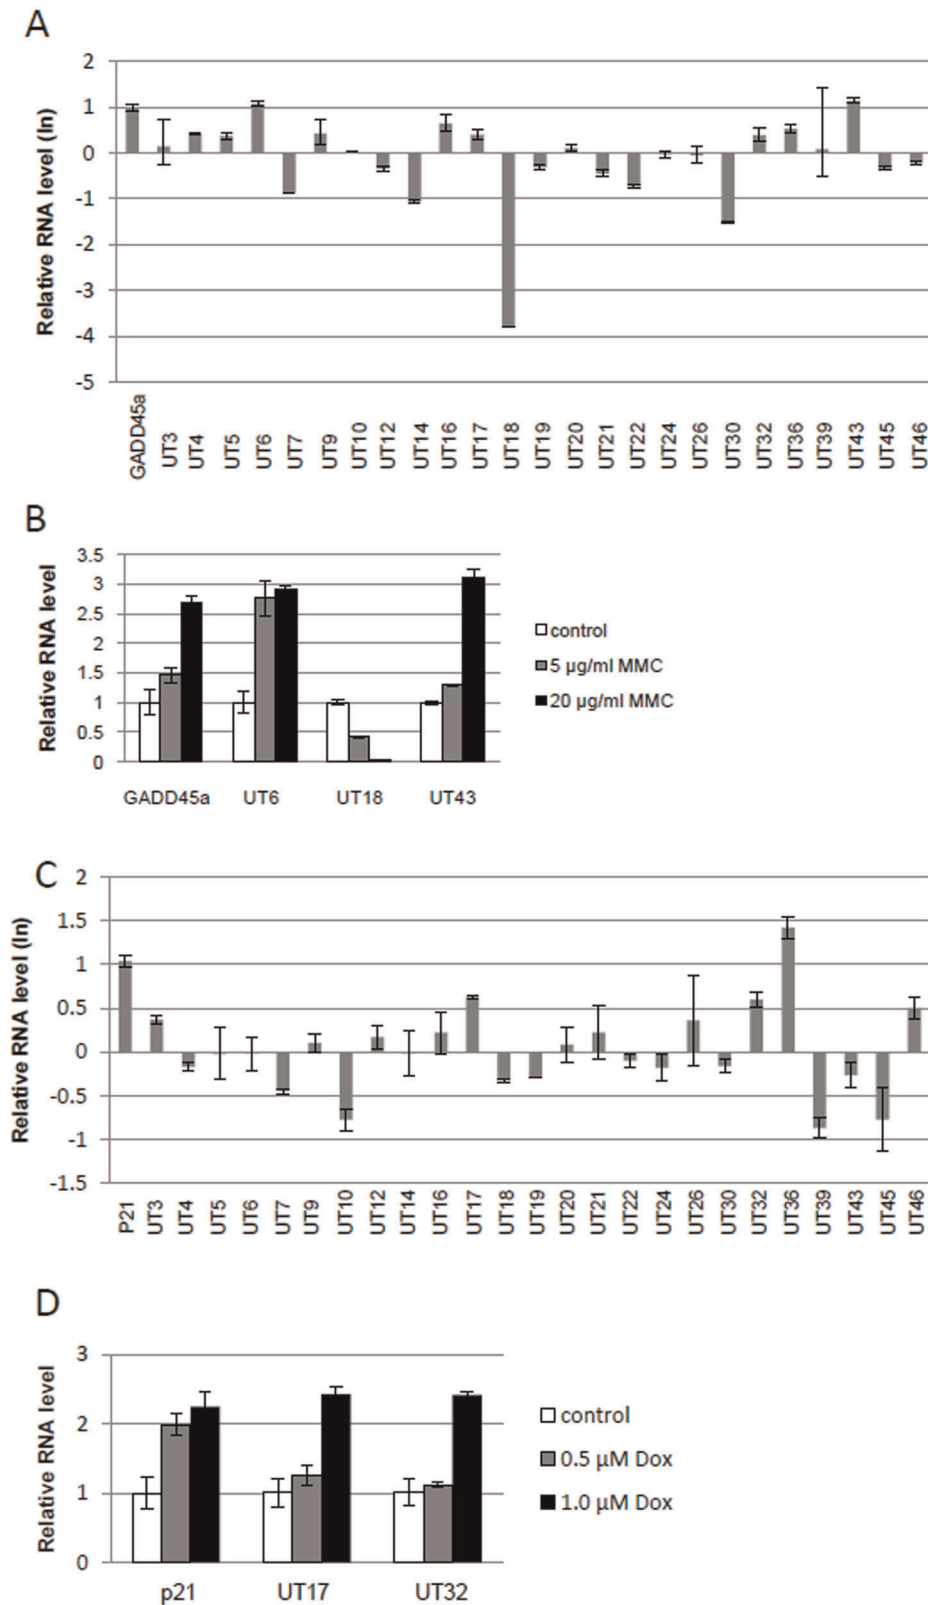 A
Relative RNA level (ln)
2
1
0
-1
-2
-3
-4
-5
GADD45a
UT3
UT4
UT5
UT6
UT7
UT9
UT10
UT12
UT14
UT16
UT17
UT18
UT19
UT20
UT21
UT22
UT24
UT26
UT30
UT32
UT36
UT39
UT43
UT45
UT46
B
Relative RNA level
3.5
3
2.5
2
1.5
1
0.5
0
GADD45a
UT6
UT18
UT43
control
5 µg/ml MMC
20 µg/ml MMC
C
Relative RNA level (ln)
2
1.5
1
0.5
0
-0.5
-1
-1.5
P21
UT3
UT4
UT5
UT6
UT7
UT9
UT10
UT12
UT14
UT16
UT17
UT18
UT19
UT20
UT21
UT22
UT24
UT26
UT30
UT32
UT36
UT39
UT43
UT45
UT46
D
Relative RNA level
3
2
1
0
p21
UT17
UT32
control
0.5 µM Dox
1.0 µM Dox